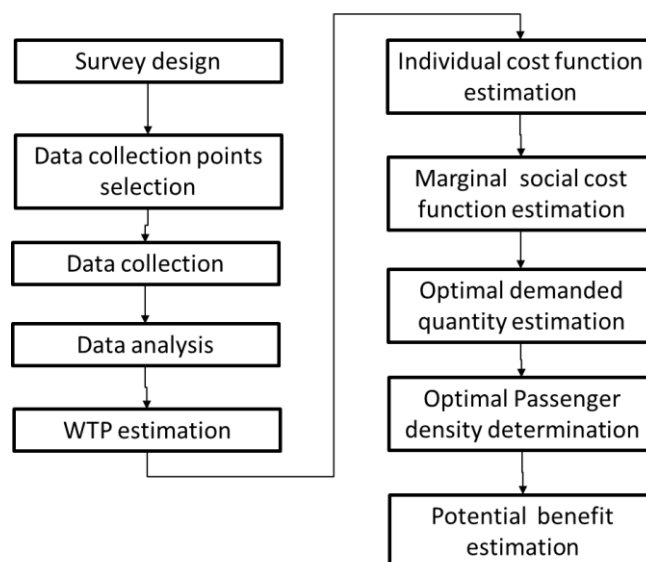 Survey design
Data collection points
selection
Data collection
Data analysis
WTP estimation
Individual cost function
estimation
Marginal social cost
function estimation
Optimal demanded
quantity estimation
Optimal Passenger
density determination
Potential benefit
estimation